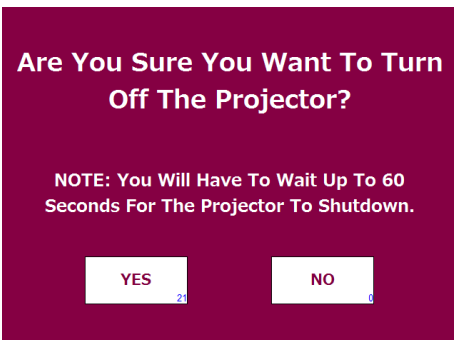 Are You Sure You Want To Turn
Off The Projector?
NOTE: You Will Have To Wait Up To 60
Seconds For The Projector To Shutdown.
YES
21
NO
0